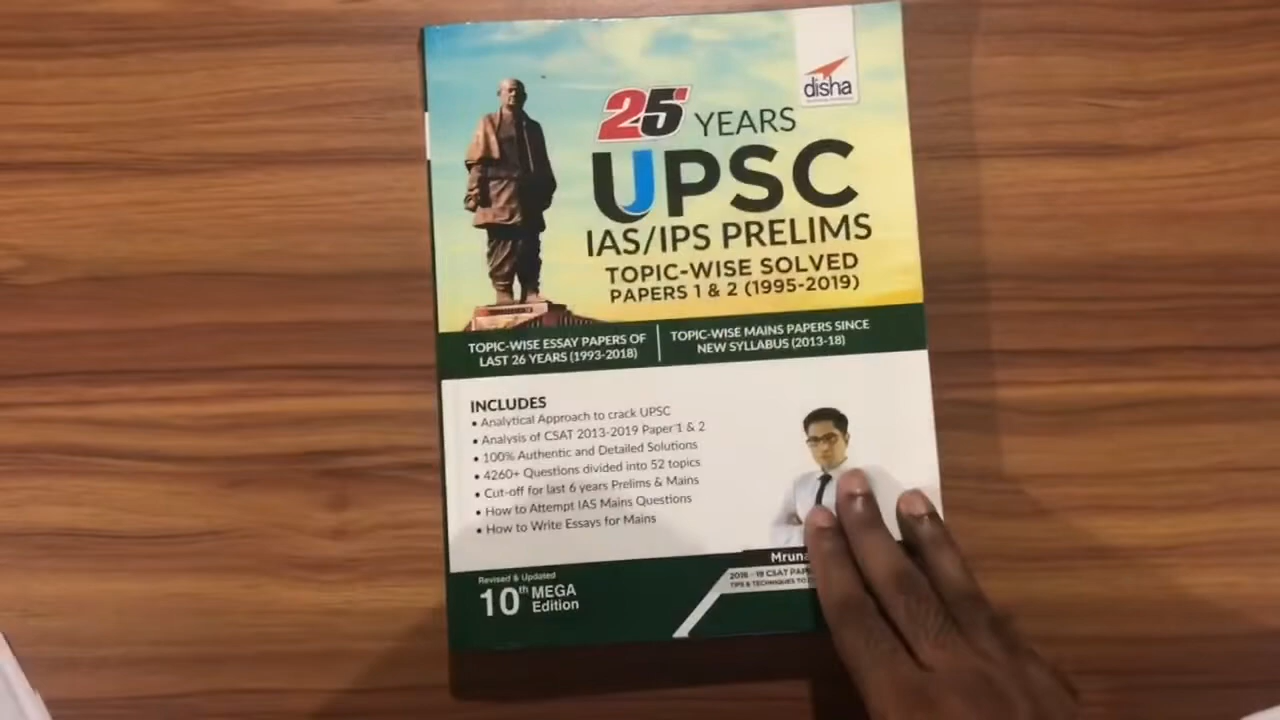 disha
25 YEARS
UPSC
IAS/IPS PRELIMS
TOPIC-WISE SOLVED
PAPERS 1 & 2 (1995-2019)
TOPIC-WISE ESSAY PAPERS OF
LAST 26 YEARS (1993-2018)
TOPIC-WISE MAINS PAPERS SINCE
NEW SYLLABUS (2013-18)
INCLUDES
• Analytical Approach to crack UPSC
• Analysis of CSAT 2013-2019 Paper 1 & 2
• 100% Authentic and Detailed Solutions
• 4260+ Questions divided into 52 topics
• Cut-off for last 6 years Prelims & Mains
• How to Attempt IAS Mains Questions
• How to Write Essays for Mains
Revised & Updated
10th MEGA
Edition
CSAT
TIPS & TECHNIQUES TO